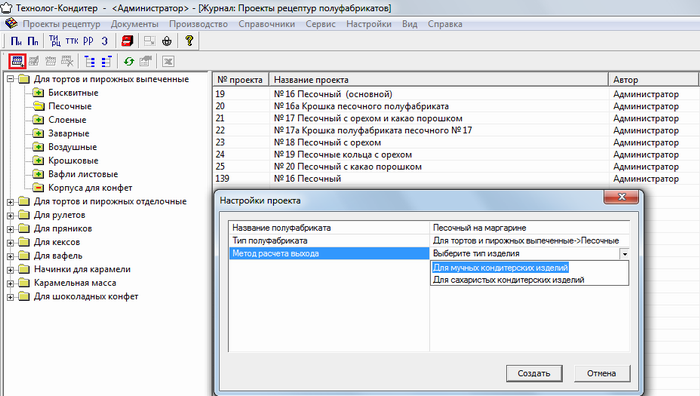 Технолог-Кондитер - <Администратор> - [Журнал: Проекты рецептур полуфабрикатов]
Проекты рецептур Документы Производство Справочники Сервис Настройки Вид Справка
Пм Пп ТИ РЦ ТТК РР З
Для тортов и пирожных выпеченные
Бисквитные
Песочные
Слоеные
Заварные
Воздушные
Крошковые
Вафли листовые
Корпуса для конфет
Для тортов и пирожных отделочные
Для рулетов
Для пряников
Для кексов
Для вафель
Начинки для карамели
Карамельная масса
Для шоколадных конфет
№ проекта Название проекта Автор
19 № 16 Песочный (основной) Администратор
20 № 16а Крошка песочного полуфабриката Администратор
21 № 17 Песочный с орехом и какао порошком Администратор
22 № 17а Крошка полуфабриката песочного № 17 Администратор
23 № 18 Песочный с орехом Администратор
24 № 19 Песочные кольца с орехом Администратор
25 № 20 Песочный с какао порошком Администратор
139 № 16 Песочный Администратор
Настройки проекта
Название полуфабриката Песочный на маргарине
Тип полуфабриката Для тортов и пирожных выпеченные->Песочные
Метод расчета выхода Выберите тип изделия
Для мучных кондитерских изделий
Для сахаристых кондитерских изделий
Создать Отмена